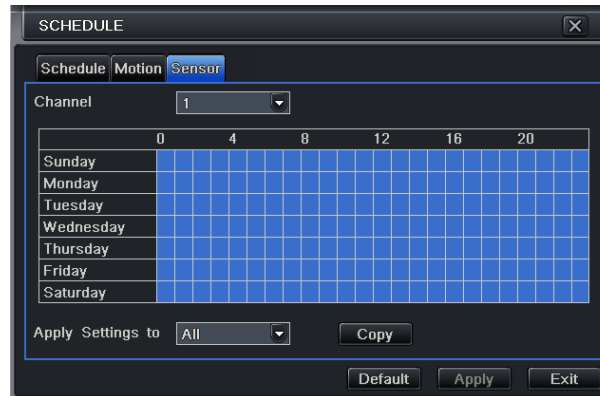 SCHEDULE
Schedule Motion Sensor
Channel 1
0 4 8 12 16 20
Sunday
Monday
Tuesday
Wednesday
Thursday
Friday
Saturday
Apply Settings to All Copy
Default Apply Exit